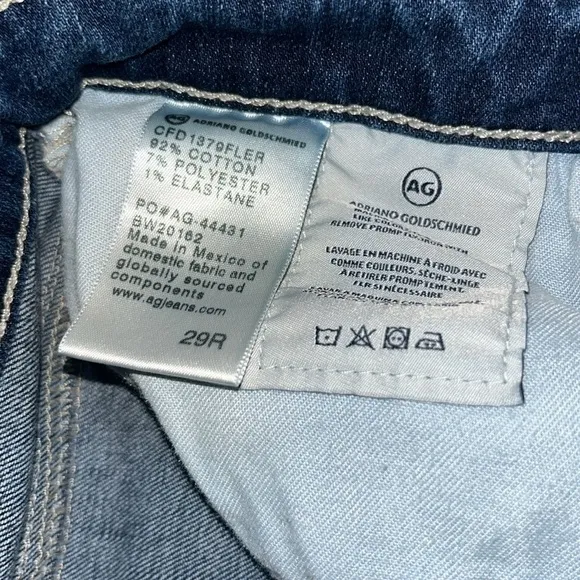 AG ADRIANO GOLDSCHMIED
CFD1379FLER
92% COTTON
7% POLYESTER
1% ELASTANE
PO#AG-44431
BW20162
Made in Mexico of
domestic fabric and
globally sourced
components
www.agjeans.com
29R
AG
ADRIANO GOLDSCHMIED
REMOVE PROMPTLY
LAVAGE EN MACHINE À FROID AVEC
COMME COULEURS, SÈCHE-LINGE
À RETIRER PROMPTEMENT.
FER SI NÉCESSAIRE